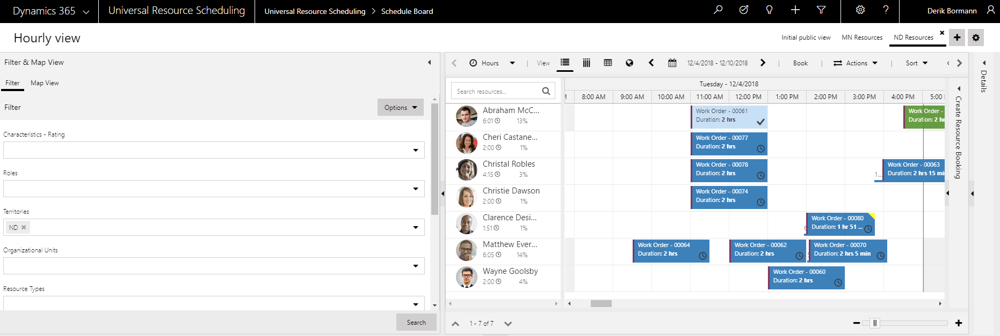 Dynamics 365 Universal Resource Scheduling Universal Resource Scheduling > Schedule Board Derik Bormann
Hourly view
Initial public view MN Resources ND Resources
Filter & Map View
Filter Map View
Filter Options
Characteristics - Rating
Roles
Territories
ND
Organizational Units
Resource Types
Search
Hours View 12/4/2018 - 12/10/2018 Book Actions Sort
Search resources...
Tuesday - 12/4/2018
8:00 AM 9:00 AM 10:00 AM 11:00 AM 12:00 PM 1:00 PM 2:00 PM 3:00 PM 4:00 PM 5:00
Abraham McC...
6:01 13%
Work Order - 00061
Duration: 2 hrs
Work Order -
Duration: 2 h
Cheri Castane...
2:00 1%
Work Order - 00077
Duration: 2 hrs
Christal Robles
4:15 3%
Work Order - 00078
Duration: 2 hrs
1...
Work Order - 00063
Duration: 2 hrs 15 mi
Christie Dawson
2:00 1%
Work Order - 00074
Duration: 2 hrs
Clarence Desi...
1:51 1%
Work Order - 00080
Duration: 1 hr 51 ...
Matthew Ever...
6:05 14%
Work Order - 00064
Duration: 2 hrs
Work Order - 00062
Duration: 2 hrs
Work Order - 00070
Duration: 2 hrs 5 min
Wayne Goolsby
2:00 4%
Work Order - 00060
Duration: 2 hrs
1 - 7 of 7
Create Resource Booking
Details